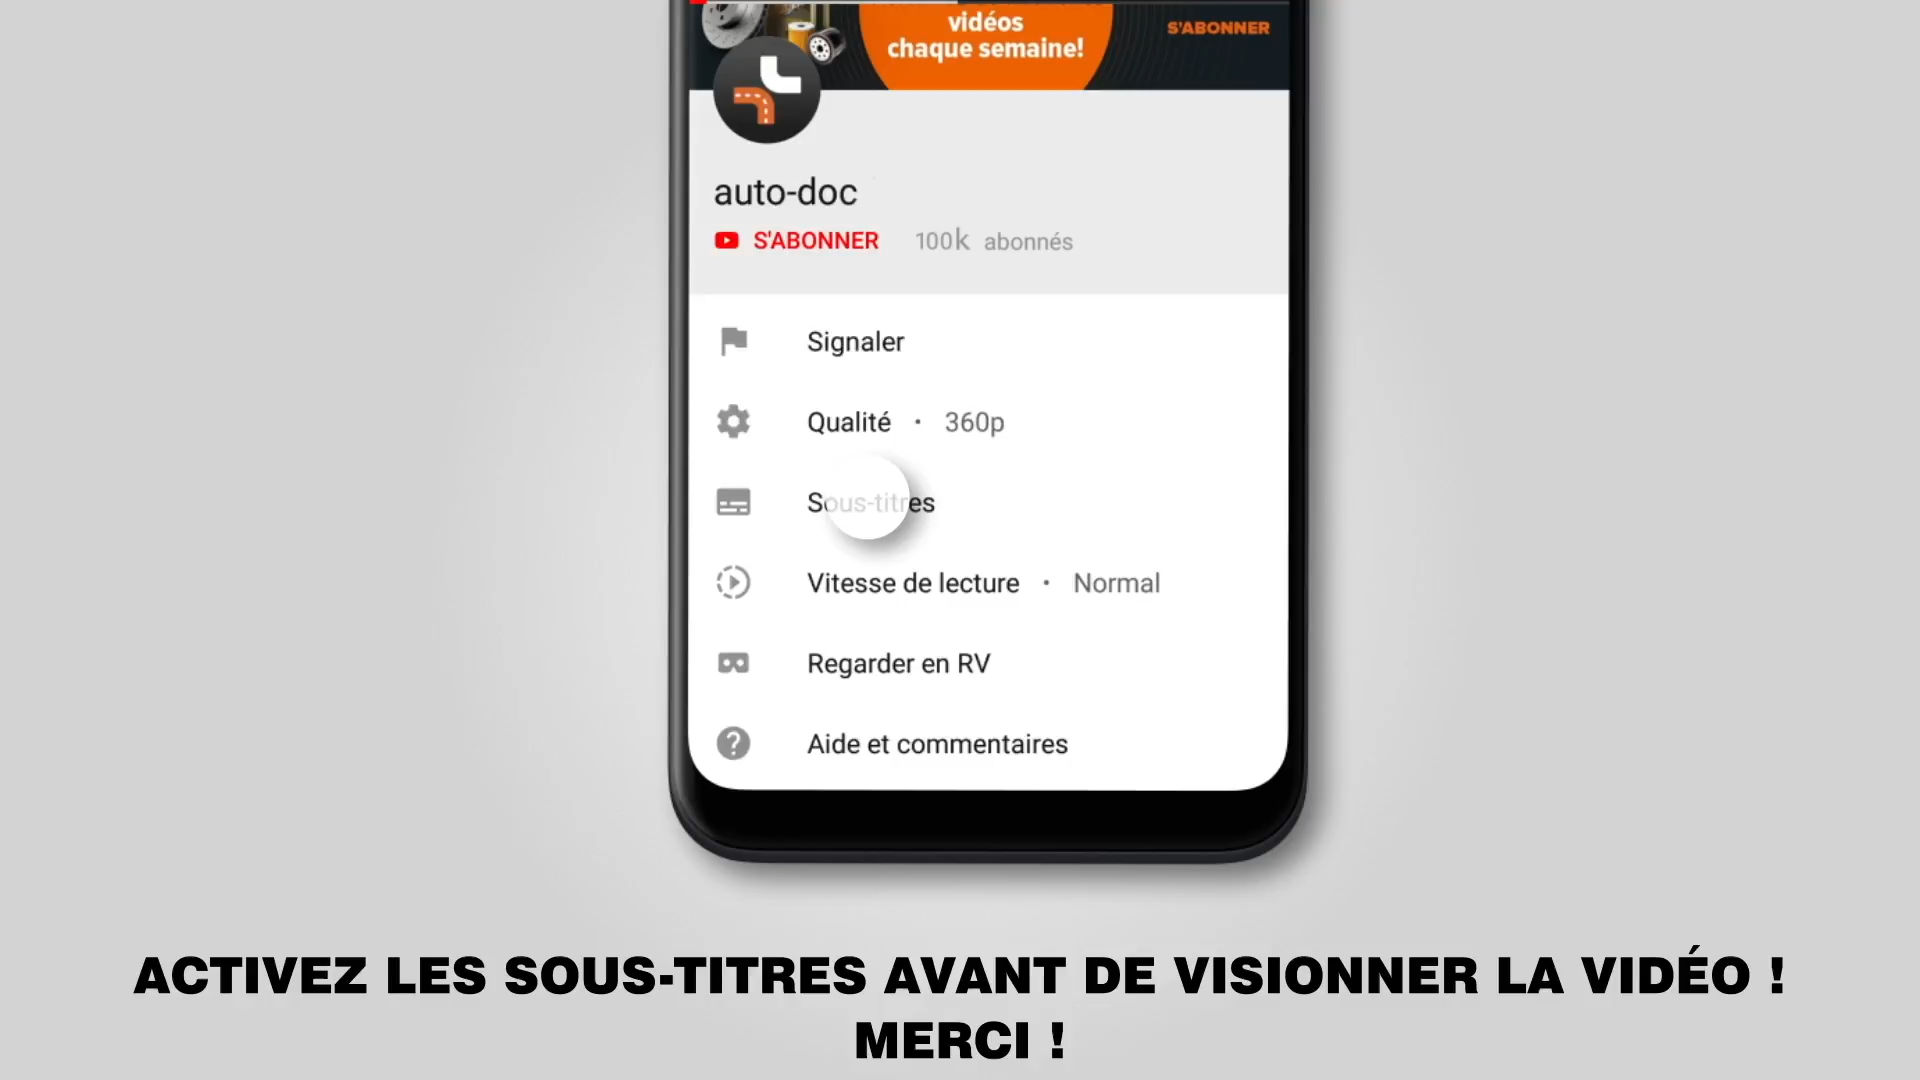 vidéos
chaque semaine!
S'ABONNER
auto-doc
S'ABONNER 100k abonnés
Signaler
Qualité · 360p
Sous-titres
Vitesse de lecture · Normal
Regarder en RV
Aide et commentaires
ACTIVEZ LES SOUS-TITRES AVANT DE VISIONNER LA VIDÉO !
MERCI !